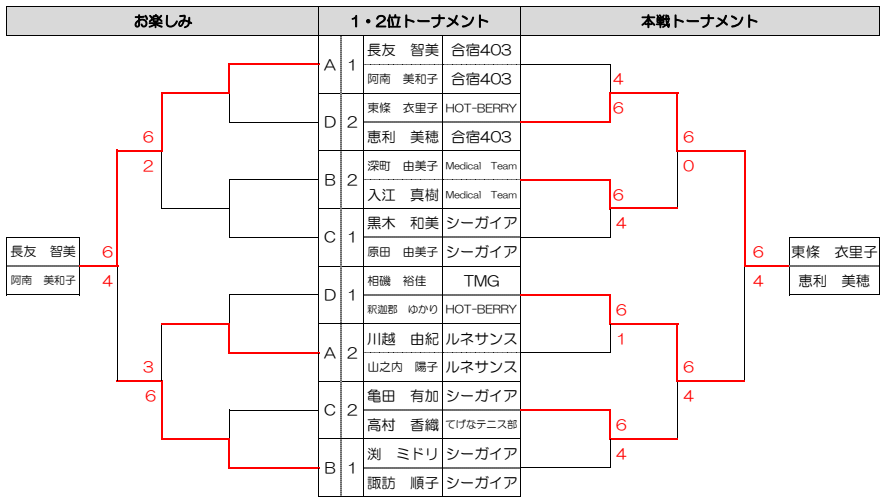 お楽しみ 1・2位トーナメント 本戦トーナメント
長友 智美 合宿403
A 1
阿南 美和子 合宿403
4
東條 衣里子 HOT-BERRY
6
D 2
恵利 美穂 合宿403
6 6
2 0
深町 由美子 Medical Team
B 2
入江 真樹 Medical Team
6
黒木 和美 シーガイア
4
C 1
原田 由美子 シーガイア
長友 智美 6 6 東條 衣里子
阿南 美和子 4 4 恵利 美穂
相磯 裕佳 TMG
D 1
釈迦郡 ゆかり HOT-BERRY
6
川越 由紀 ルネサンス
1
A 2
山之内 陽子 ルネサンス
3 6
6 4
亀田 有加 シーガイア
C 2
高村 香織 てげなテニス部
6
渕 ミドリ シーガイア
4
B 1
諏訪 順子 シーガイア